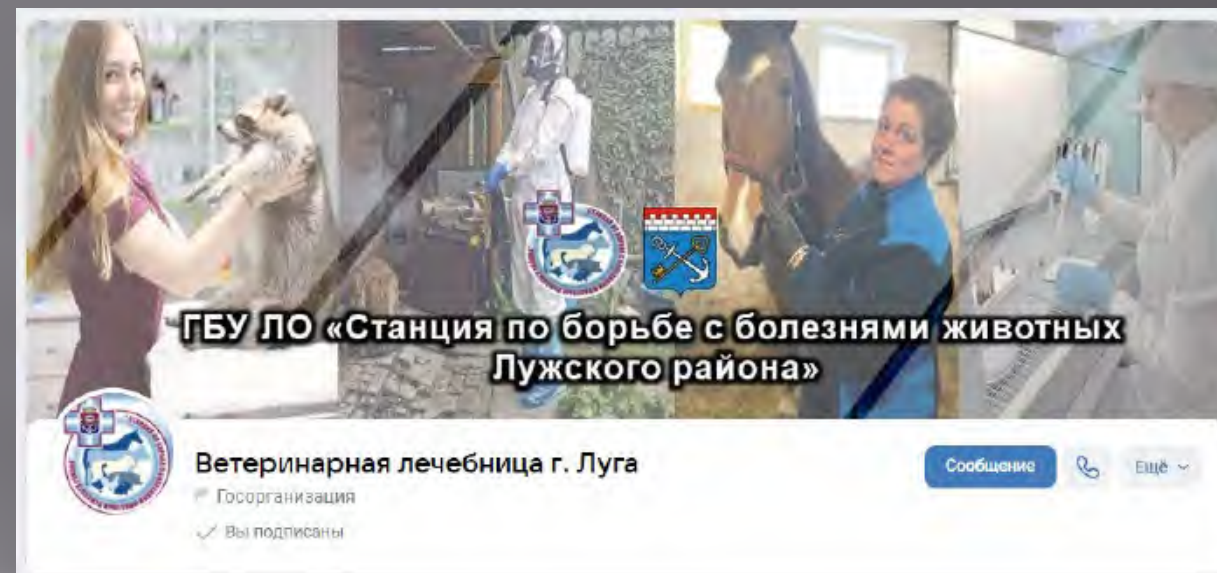 ГБУ ЛО «Станция по борьбе с болезнями животных
Лужского района»
Ветеринарная лечебница г. Луга
Сообщение
Ещё
Госорганизация
Вы подписаны